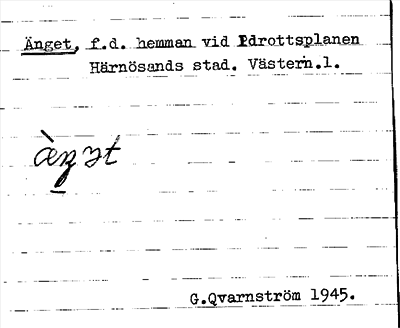 Änget, f.d. hemman vid Idrottsplanen
Härnösands stad. Västern.l.
G.Qvarnström 1945.